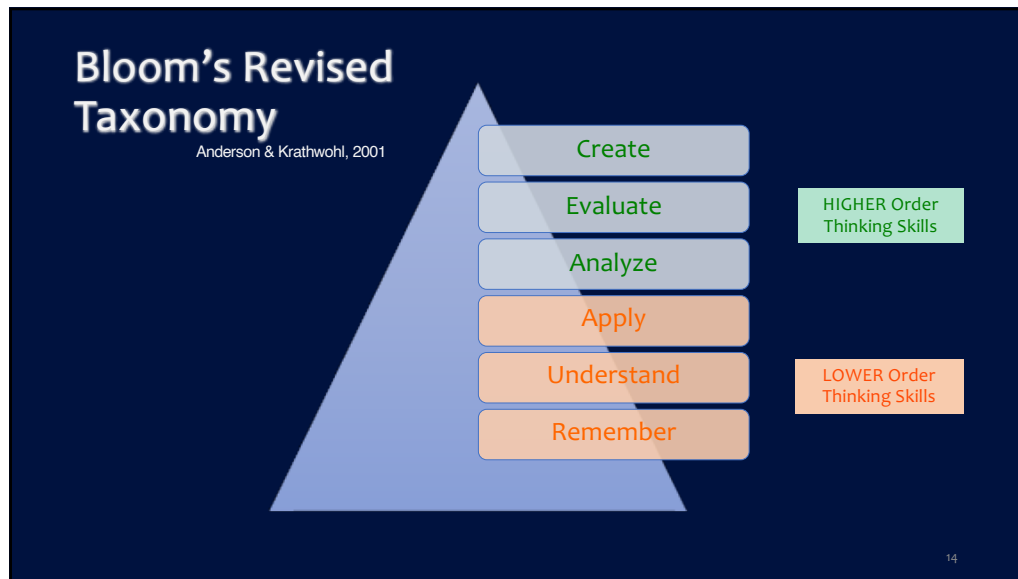 Bloom’s Revised
Taxonomy
Anderson & Krathwohl, 2001
Create
Evaluate
Analyze
Apply
Understand
Remember
HIGHER Order
Thinking Skills
LOWER Order
Thinking Skills
14